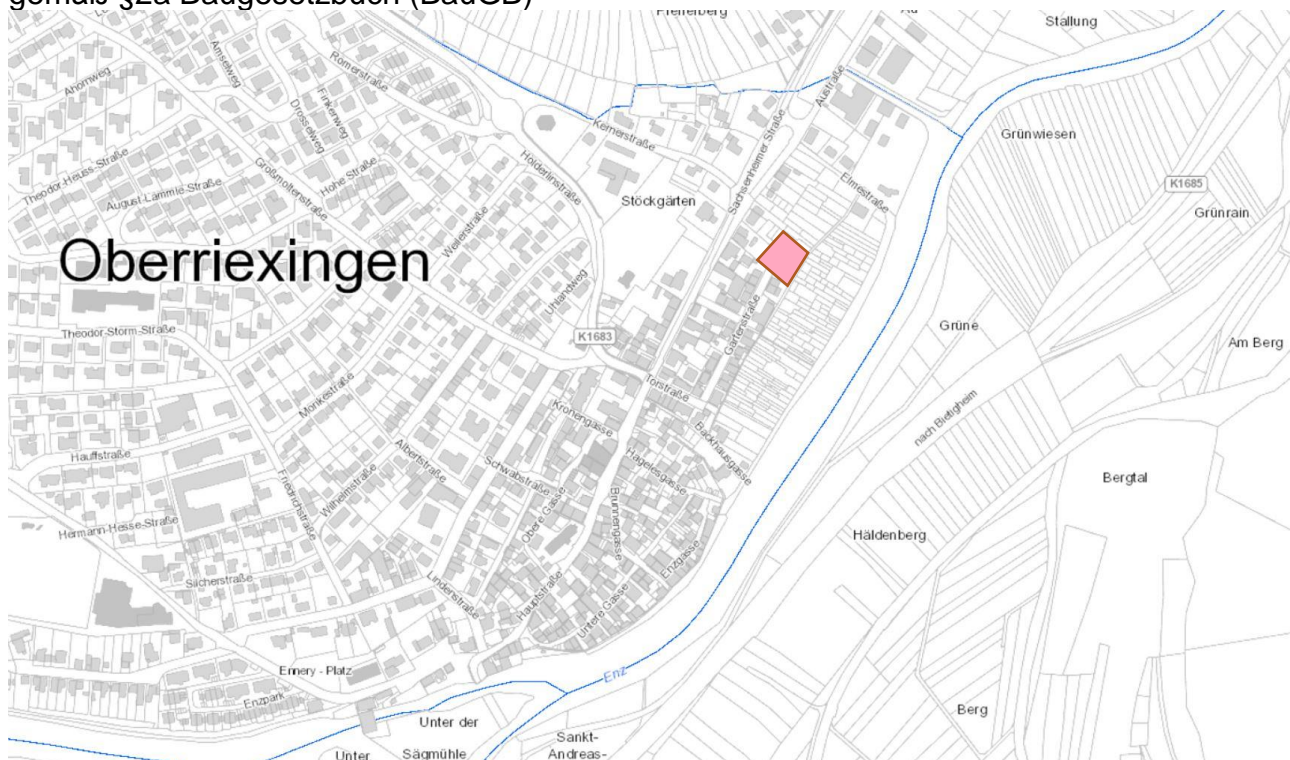 gemäß §2a Baugesetzbuch (BauGB)
Stallung
Amselweg
Ahornweg
Römerstraße
Finkenweg
Drosselweg
Austraße
Kernerstraße
Sachsenheimer Straße
Grünwiesen
Theodor-Heuss-Straße
August-Lämmle-Straße
Großmoltenstraße
Hohe Straße
Hölderlinstraße
Elmestraße
K1685
Stöckgärten
Grünrain
Weilerstraße
Oberriexingen
Uhlandweg
Gartenstraße
Theodor-Storm-Straße
K1683
Grüne
Am Berg
Mörikestraße
Torstraße
nach Bietigheim
Kronengasse
Backhausgasse
Hauffstraße
Albertstraße
Schwabstraße
Hagelesgasse
Bergtal
Friedrichstraße
Wilhelmstraße
Obere Gasse
Brunnengasse
Hermann-Hesse-Straße
Häldenberg
Enzgasse
Silcherstraße
Lindenstraße
Hauptstraße
Untere Gasse
Ennery - Platz
Enz
Enzpark
Unter der
Sägmühle
Berg
Sankt-
Andreas-
Unter